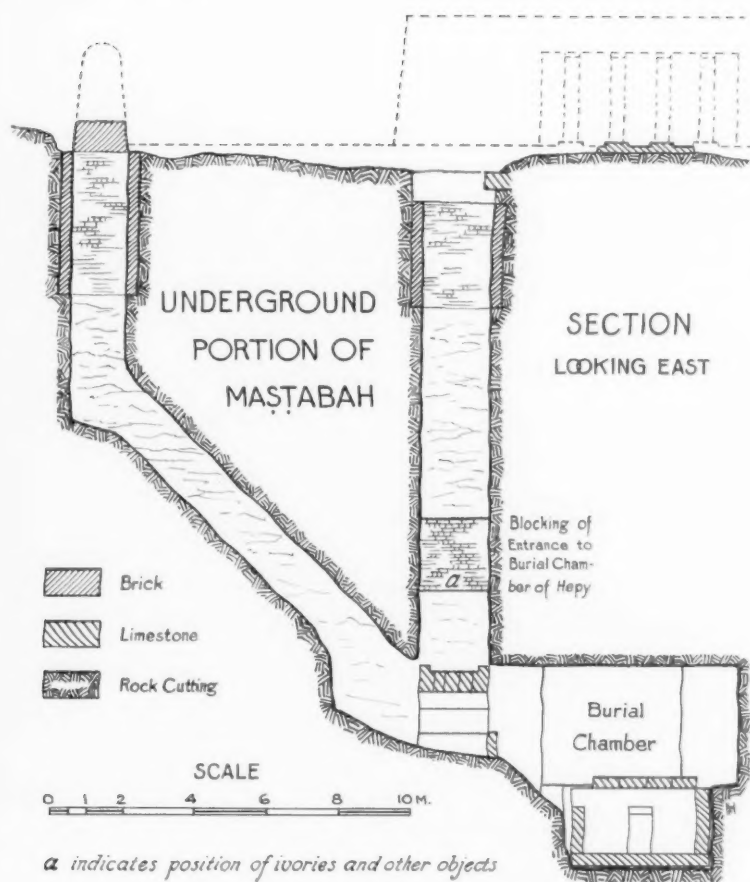 UNDERGROUND
PORTION OF
MAṢṬABAH
SECTION
LOOKING EAST
Blocking of
Entrance to
Burial Cham-
ber of Hepy
a
Brick
Limestone
Rock Cutting
Burial
Chamber
SCALE
0 1 2 4 6 8 10 M.
a indicates position of ivories and other objects